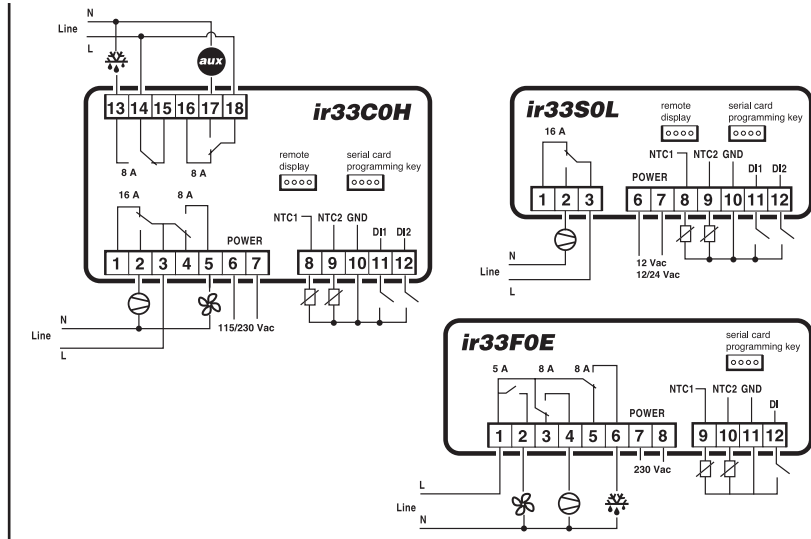 N
Line
L
aux
13 14 15 16 17 18
ir33C0H
8 A 8 A
remote
display
serial card
programming key
16 A 8 A
POWER
NTC1 NTC2 GND
DI1 DI2
1 2 3 4 5 6 7
8 9 10 11 12
N
Line
L
115/230 Vac
ir33S0L
remote
display
serial card
programming key
16 A
POWER
NTC1 NTC2 GND
DI1 DI2
1 2 3
6 7 8 9 10 11 12
N
Line
L
12 Vac
12/24 Vac
ir33F0E
serial card
programming key
5 A 8 A 8 A
POWER
NTC1 NTC2 GND
DI
1 2 3 4 5 6 7 8
9 10 11 12
230 Vac
L
Line
N